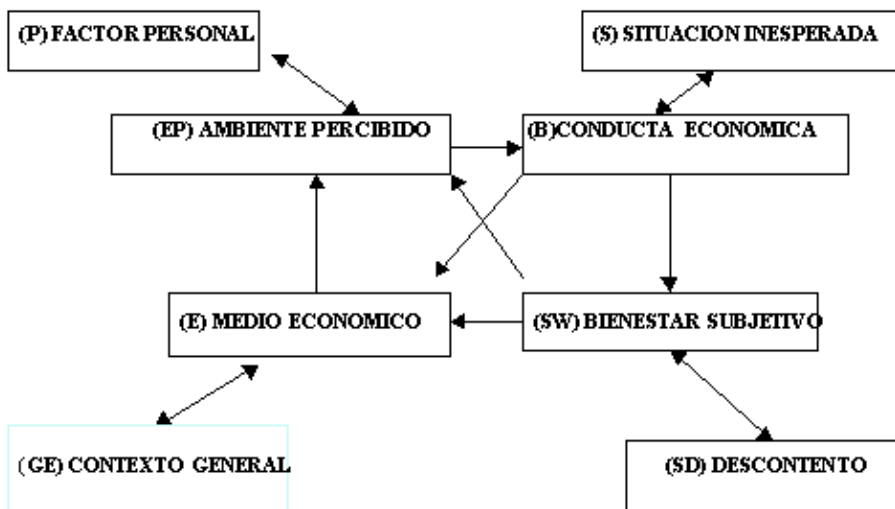 (P) FACTOR PERSONAL
(S) SITUACION INESPERADA
(EP) AMBIENTE PERCIBIDO
(B)CONDUCTA ECONOMICA
(E) MEDIO ECONOMICO
(SW) BIENESTAR SUBJETIVO
(GE) CONTEXTO GENERAL
(SD) DESCONTENTO